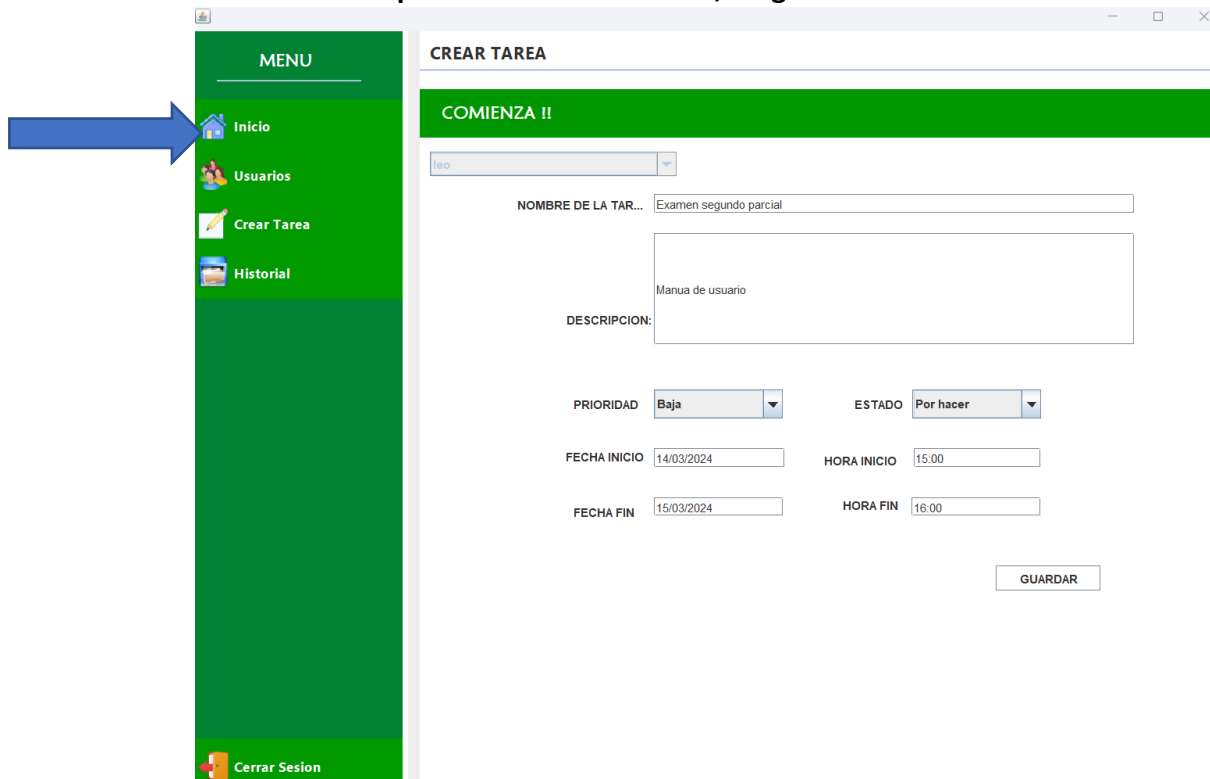 MENU
Inicio
Usuarios
Crear Tarea
Historial
Cerrar Sesion
CREAR TAREA
COMIENZA !!
leo
NOMBRE DE LA TAR... Examen segundo parcial
DESCRIPCION: Manua de usuario
PRIORIDAD Baja ESTADO Por hacer
FECHA INICIO 14/03/2024 HORA INICIO 15:00
FECHA FIN 15/03/2024 HORA FIN 16:00
GUARDAR